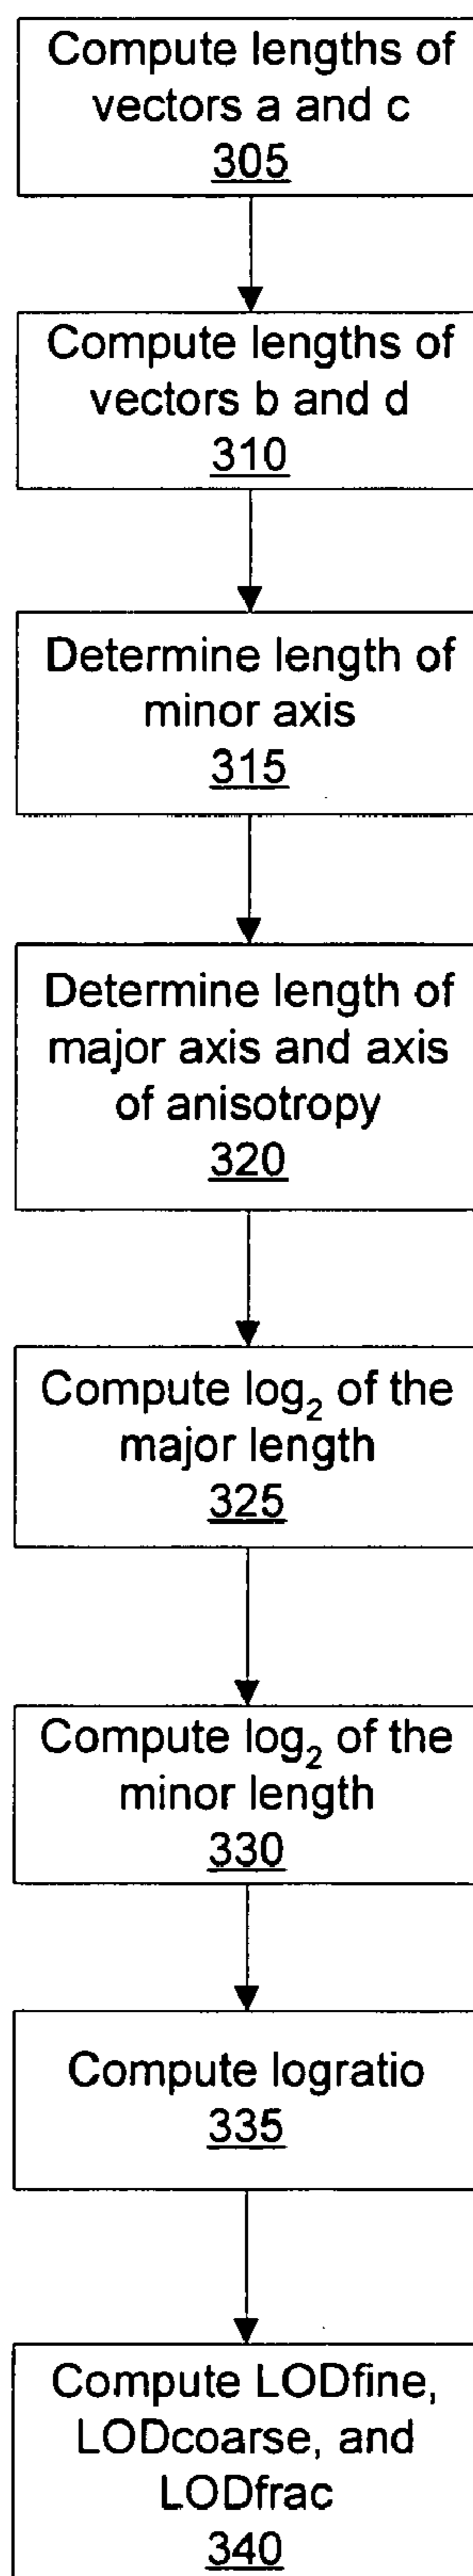 Compute lengths of
vectors a and c
305
Compute lengths of
vectors b and d
310
Determine length of
minor axis
315
Determine length of
major axis and axis
of anisotropy
320
Compute log₂ of the
major length
325
Compute log₂ of the
minor length
330
Compute logratio
335
Compute LODfine,
LODcoarse, and
LODfrac
340